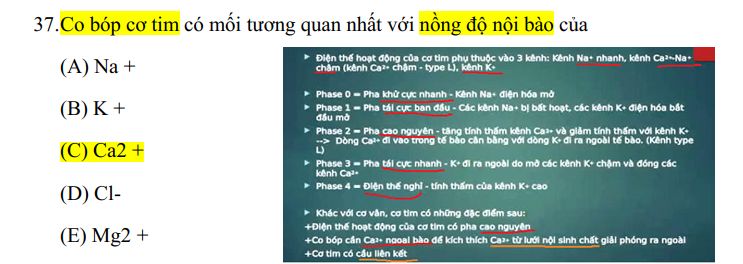 37.Co bóp cơ tim có mối tương quan nhất với nồng độ nội bào của
(A) Na +
(B) K +
(C) Ca2 +
(D) Cl-
(E) Mg2 +
Điện thế hoạt động của cơ tim phụ thuộc vào 3 kênh: Kênh Na+ nhanh, kênh Ca2+-Na+
chậm (kênh Ca2+ chậm - type L), kênh K+
Phase 0 = Pha khử cực nhanh - Kênh Na+ điện hóa mở
Phase 1 = Pha tái cực ban đầu - Các kênh Na+ bị bất hoạt, các kênh K+ điện hóa bắt
đầu mở
Phase 2 = Pha cao nguyên - tăng tính thấm kênh Ca2+ và giảm tính thấm với kênh K+
--> Dòng Ca2+ đi vào trong tế bào cân bằng với dòng K+ đi ra ngoài tế bào. (Kênh type
L)
Phase 3 = Pha tái cực nhanh - K+ đi ra ngoài do mở các kênh K+ chậm và đóng các
kênh Ca2+
Phase 4 = Điện thế nghỉ - tính thấm của kênh K+ cao
Khác với cơ vân, cơ tim có những đặc điểm sau:
+Điện thế hoạt động của cơ tim có pha cao nguyên
+Co bóp cần Ca2+ ngoại bào để kích thích Ca2+ từ lưới nội sinh chất giải phóng ra ngoài
+Cơ tim có cầu liên kết